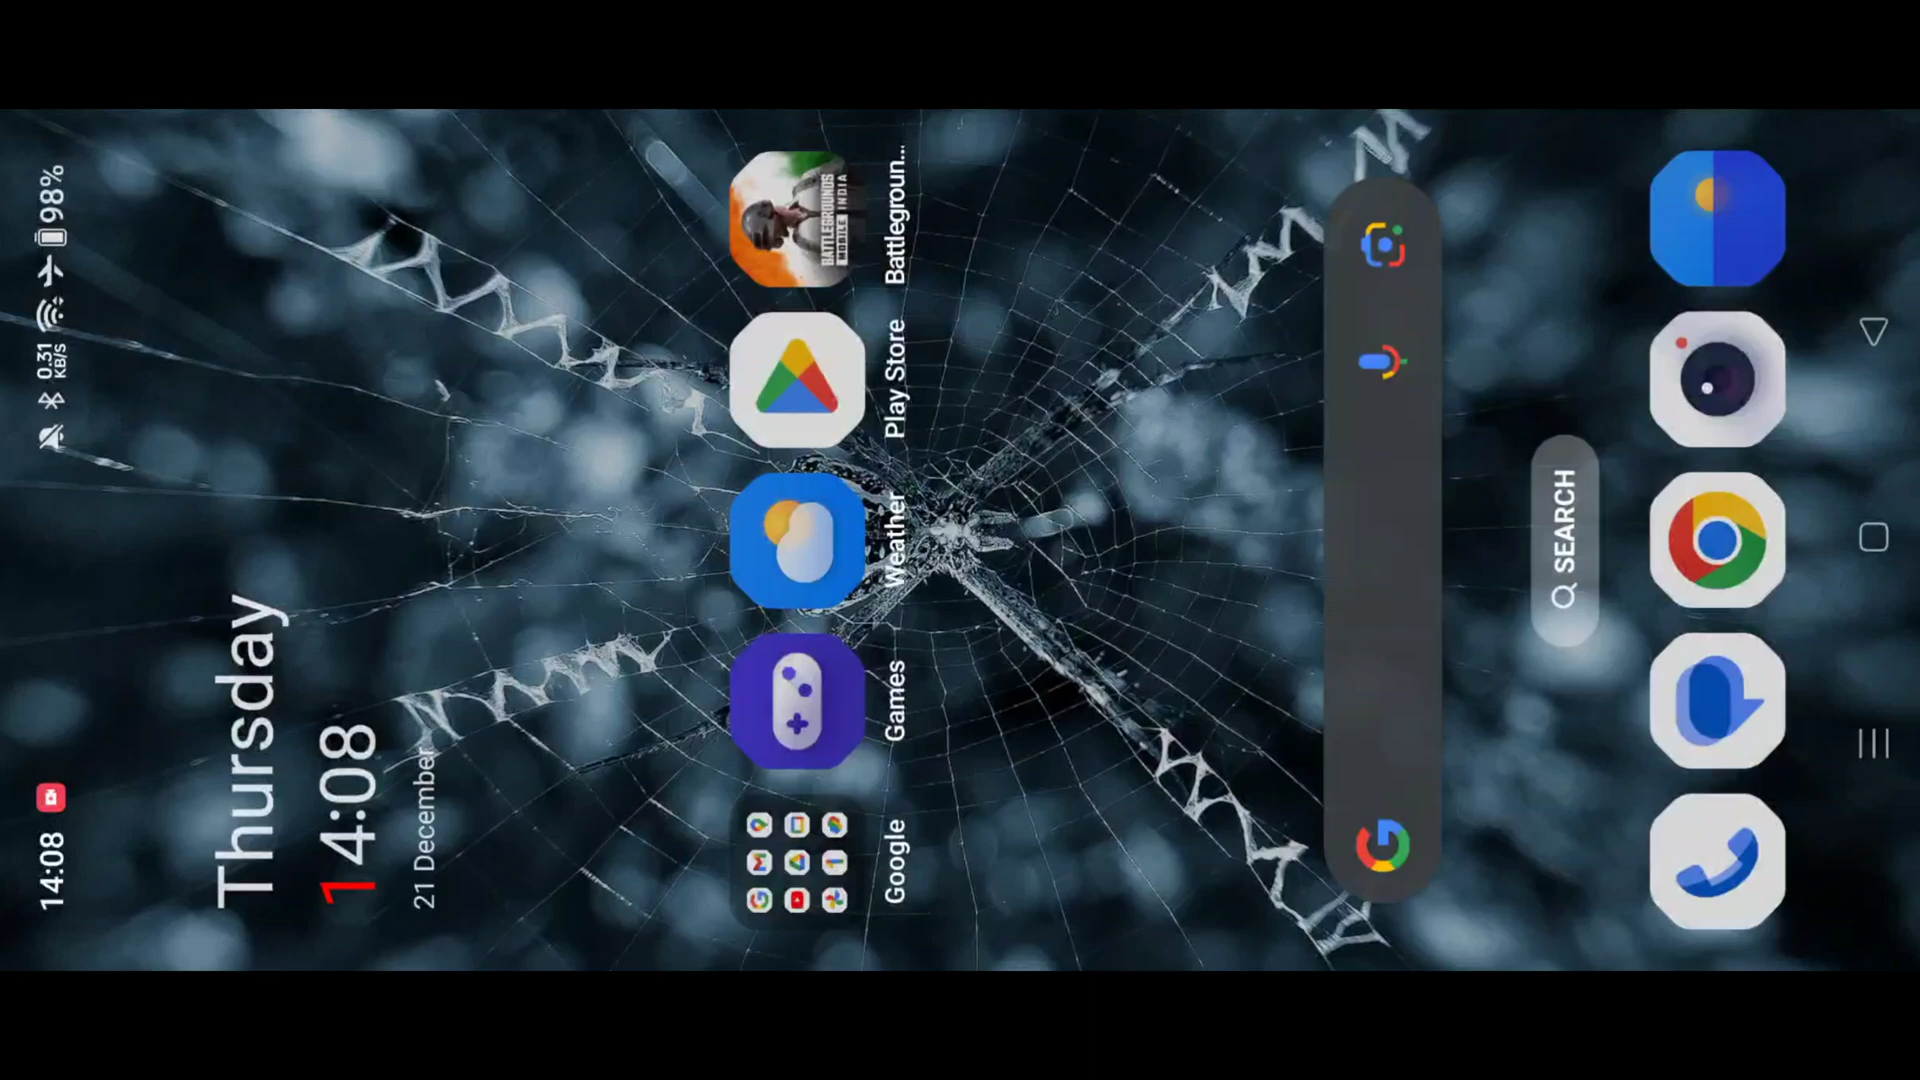 14:08
0.31
KB/S
98%
Thursday
14:08
21 December
Google
Games
Weather
Play Store
BATTLEGROUNDS
MOBILE INDIA
Battlegroun...
SEARCH